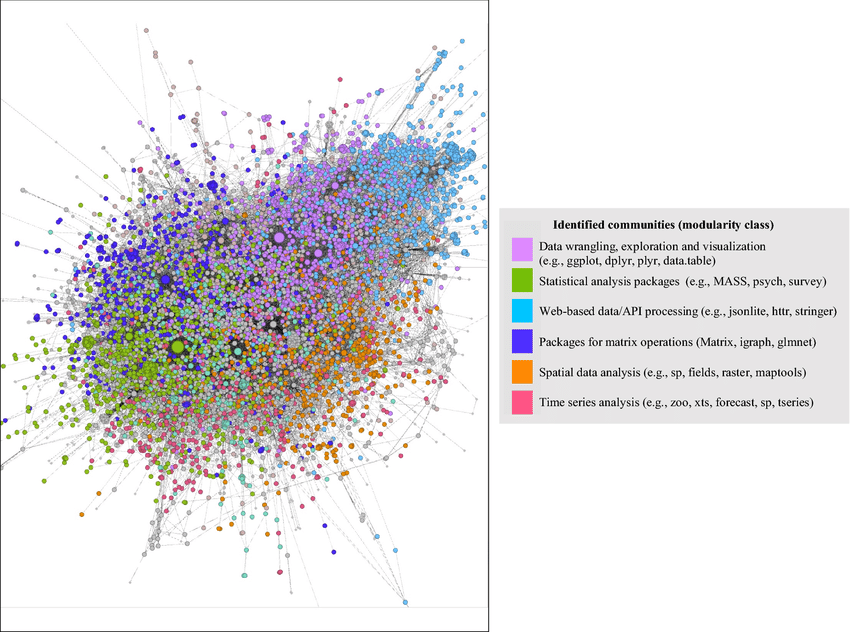 Identified communities (modularity class)
Data wrangling, exploration and visualization
(e.g., ggplot, dplyr, plyr, data.table)
Statistical analysis packages (e.g., MASS, psych, survey)
Web-based data/API processing (e.g., jsonlite, httr, stringer)
Packages for matrix operations (Matrix, igraph, glmnet)
Spatial data analysis (e.g., sp, fields, raster, maptools)
Time series analysis (e.g., zoo, xts, forecast, sp, tseries)